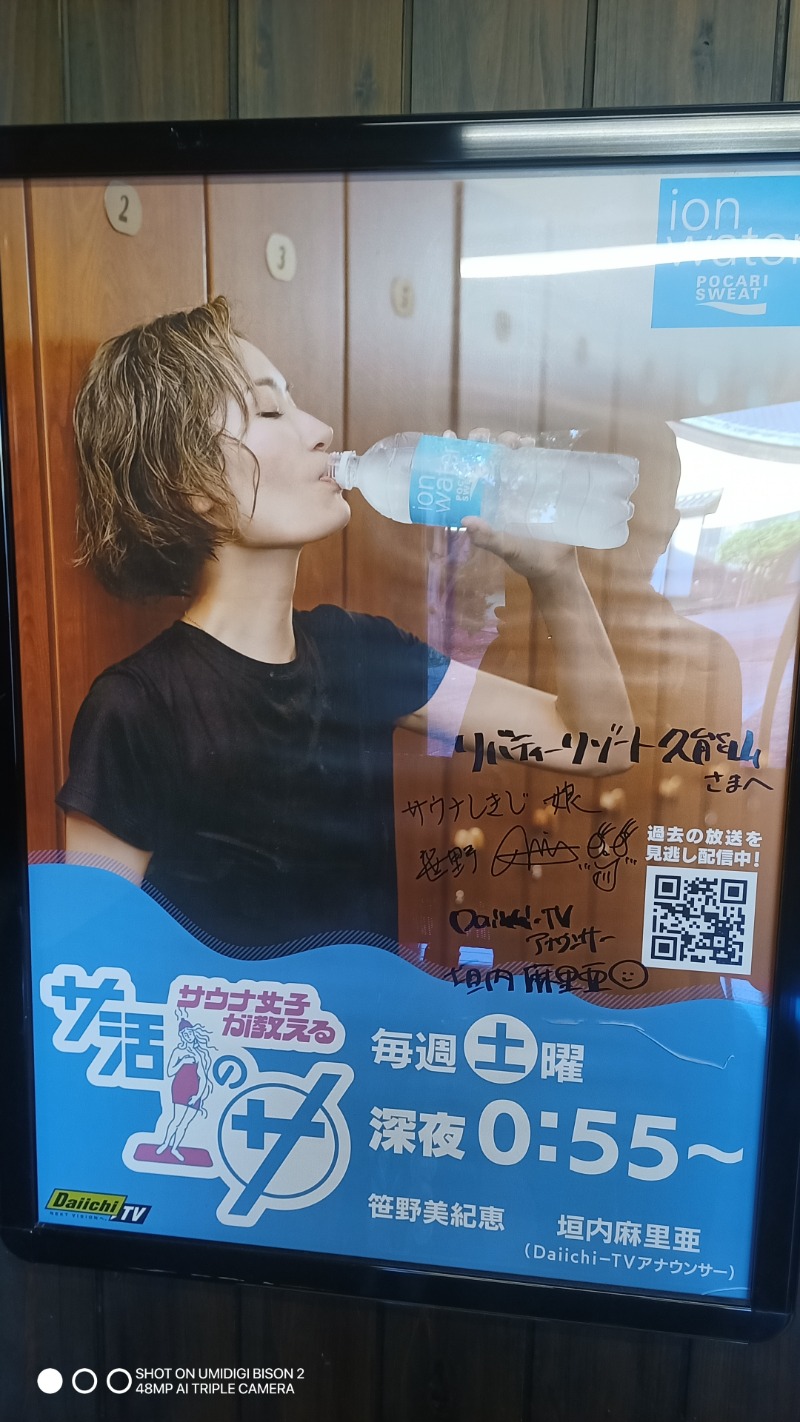 2
3
5
ion
water
POCARI
SWEAT
ion
water
リバティーリゾート久能山
さまへ
サウナしきじ 娘
笹野
Daiichi-TV
アナウンサー
垣内 麻里亜
過去の放送を
見逃し配信中!
サ活
サウナ女子
が教える
の
サ
毎週土曜
深夜0:55~
笹野美紀恵
垣内麻里亜
(Daiichi-TVアナウンサー)
Daiichi
NEXT VISION
TV
SHOT ON UMIDIGI BISON 2
48MP AI TRIPLE CAMERA